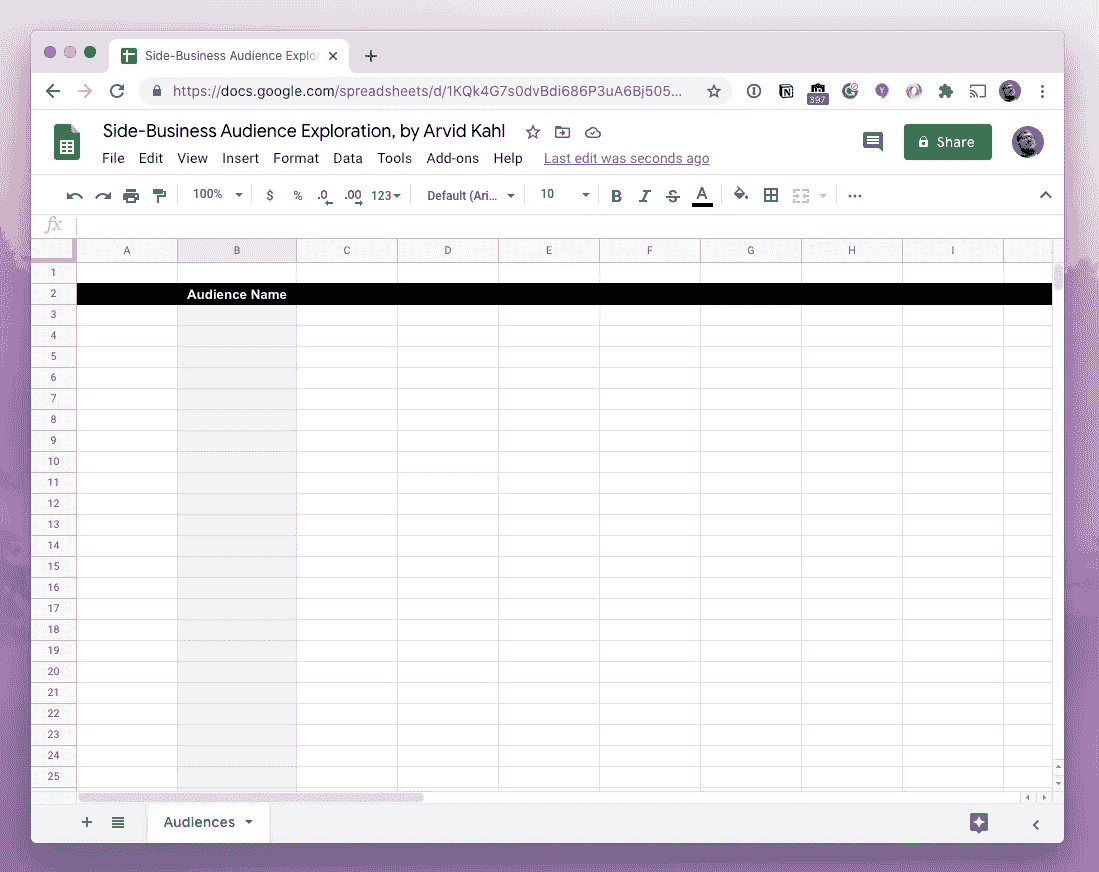 Side-Business Audience Explo
https://docs.google.com/spreadsheets/d/1KQk4G7s0dvBdi686P3uA6Bj505...
397
Side-Business Audience Exploration, by Arvid Kahl
File Edit View Insert Format Data Tools Add-ons Help Last edit was seconds ago
Share
100% $ % .0 .00 123 Default (Ari... 10 B I S A
fx
A B C D E F G H I
1
2 Audience Name
3
4
5
6
7
8
9
10
11
12
13
14
15
16
17
18
19
20
21
22
23
24
25
Audiences